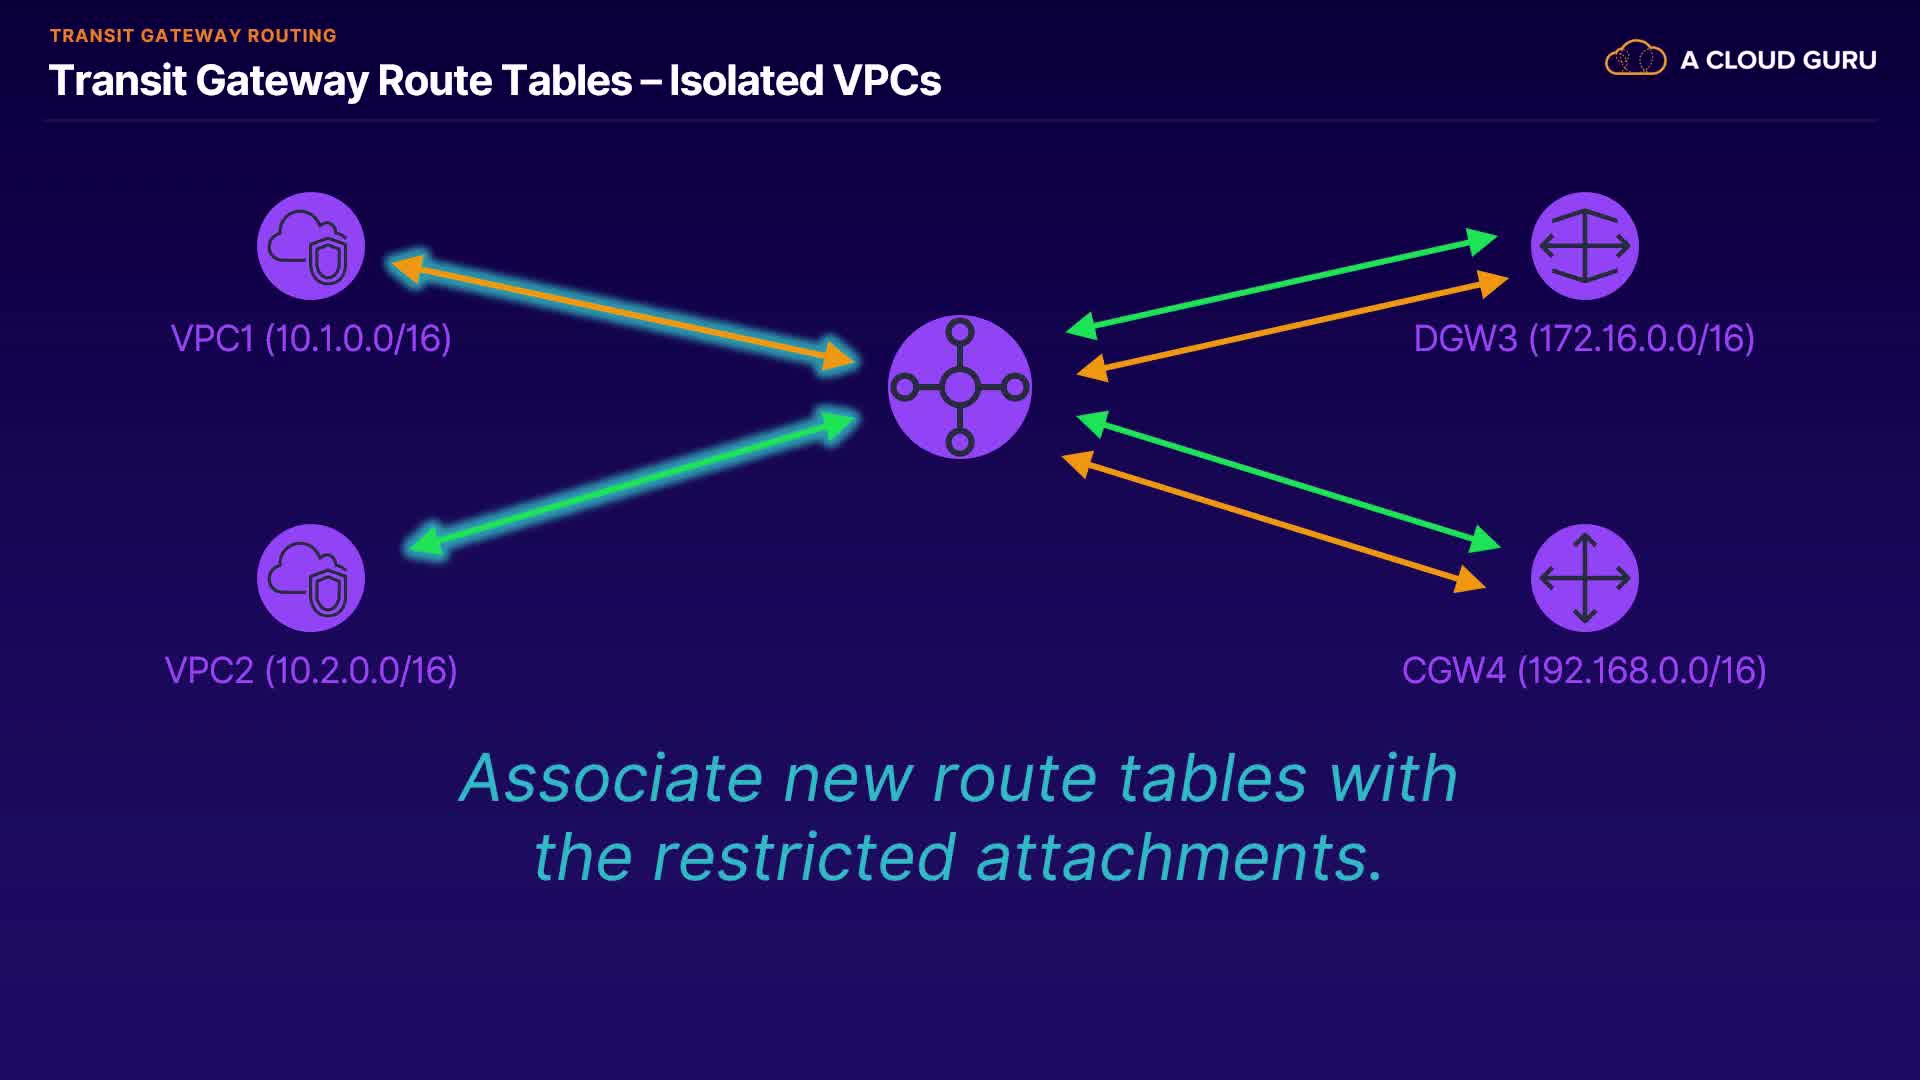 TRANSIT GATEWAY ROUTING
Transit Gateway Route Tables – Isolated VPCs
A CLOUD GURU
VPC1 (10.1.0.0/16)
DGW3 (172.16.0.0/16)
VPC2 (10.2.0.0/16)
CGW4 (192.168.0.0/16)
Associate new route tables with
the restricted attachments.